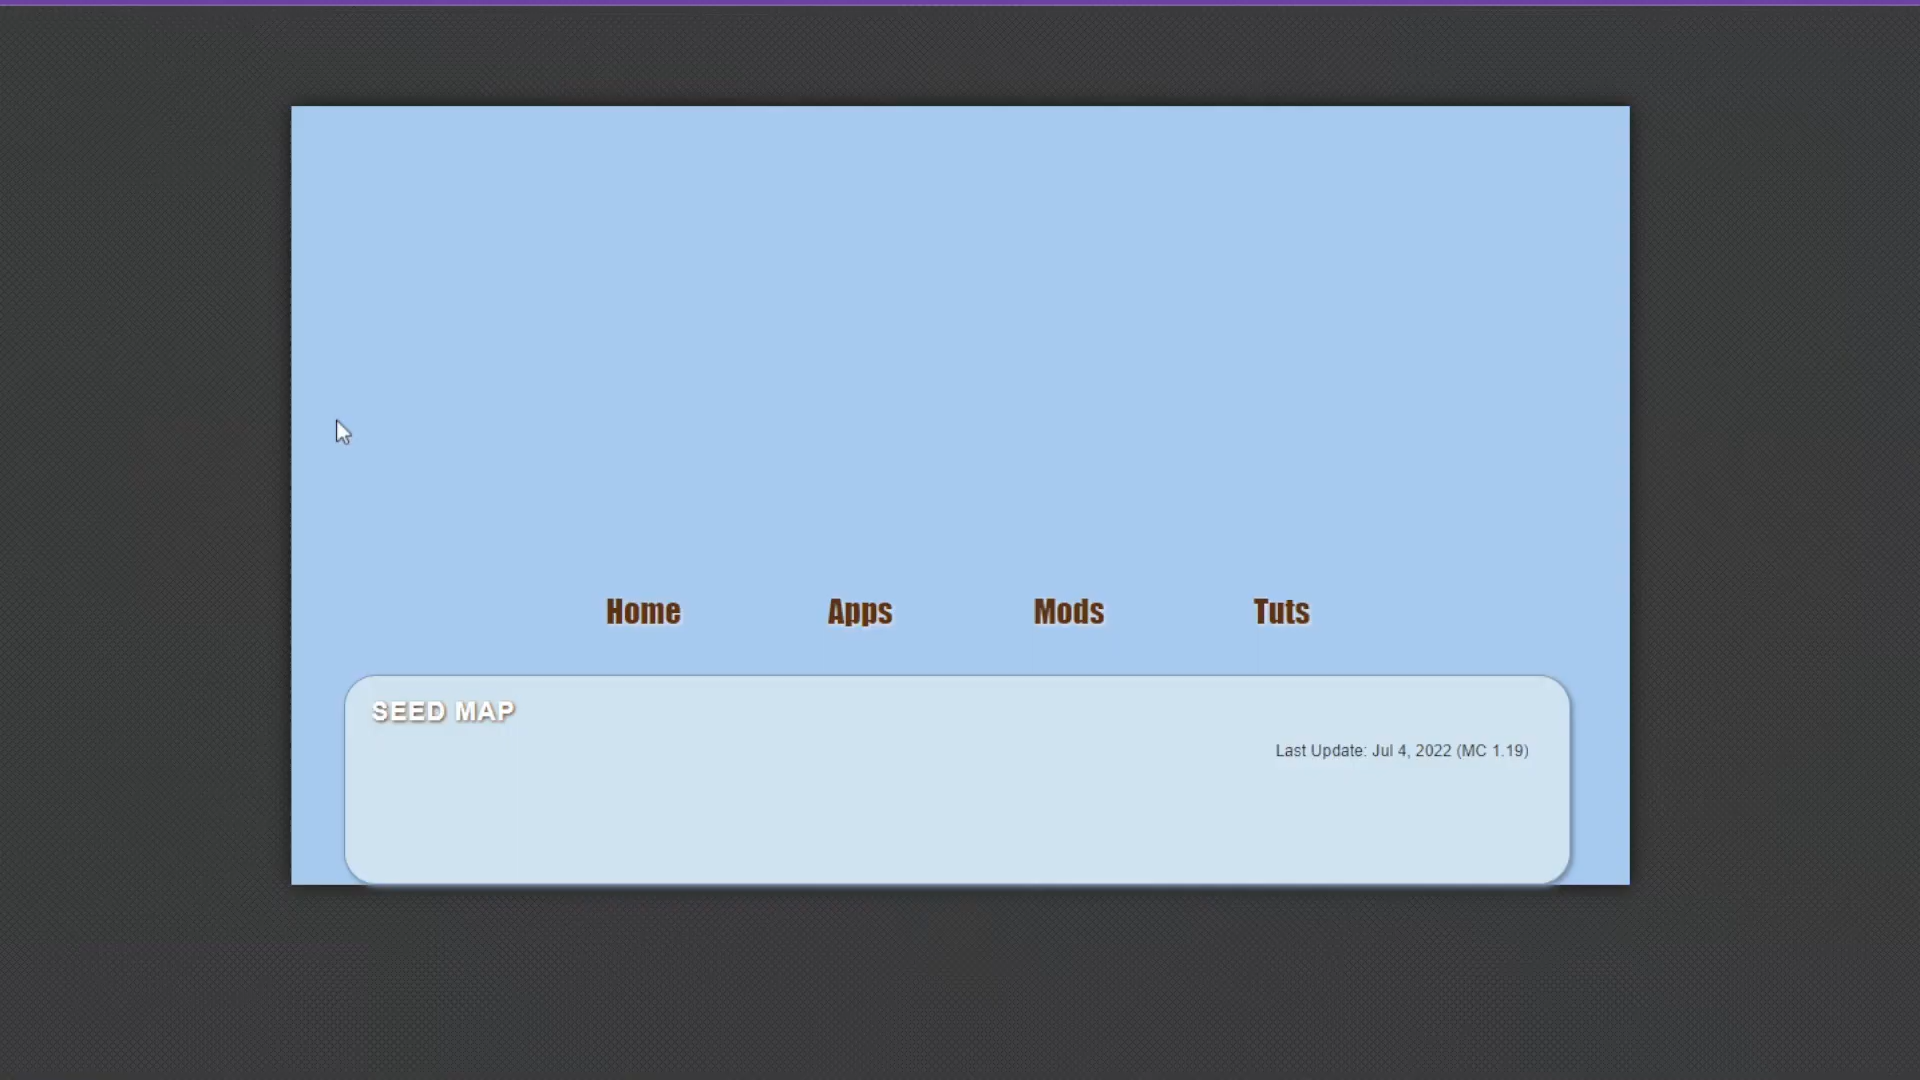 Home Apps Mods Tuts
SEED MAP
Last Update: Jul 4, 2022 (MC 1.19)